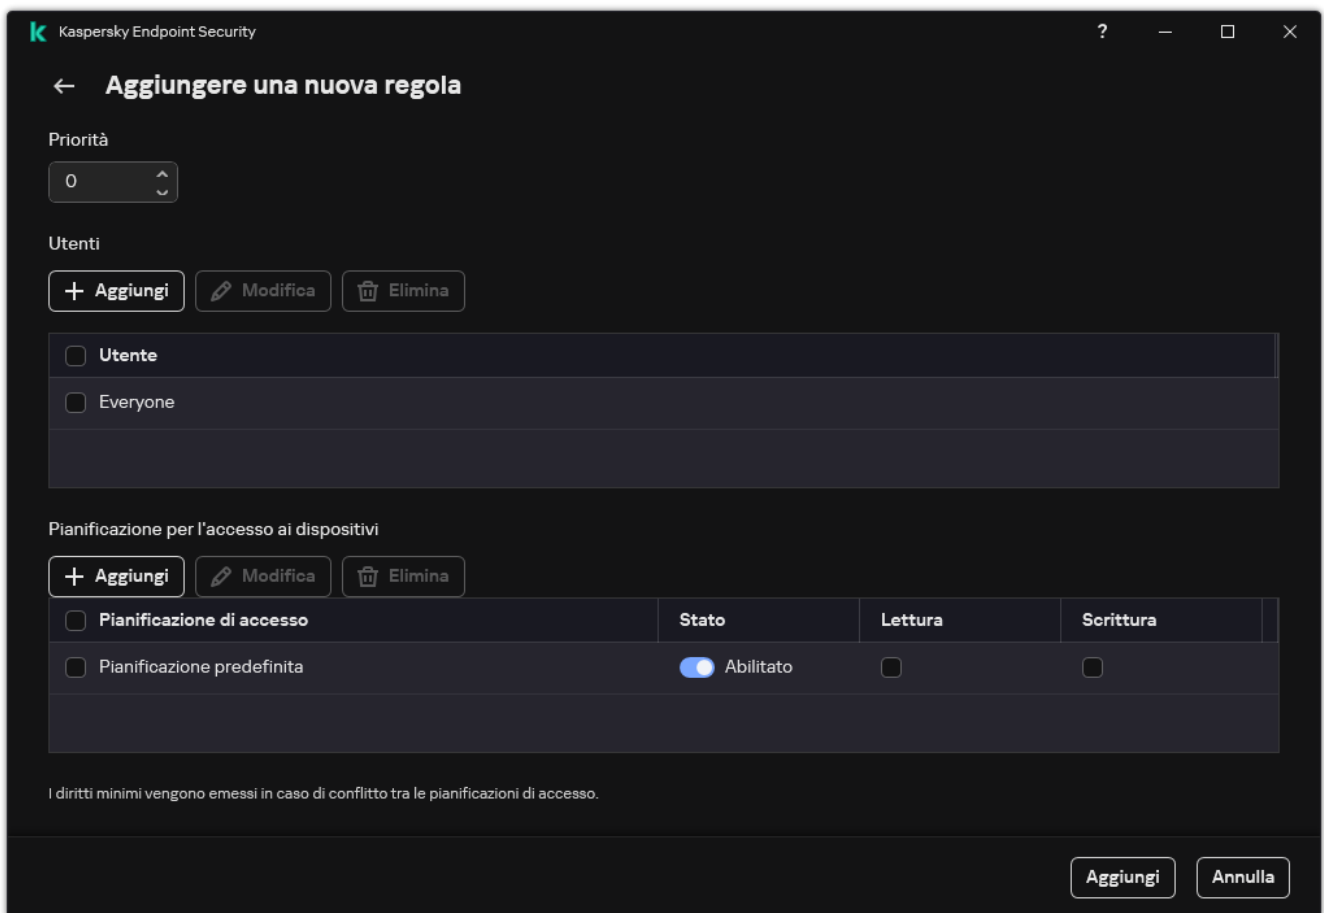 Kaspersky Endpoint Security ?
Aggiungere una nuova regola
Priorità
0
Utenti
Aggiungi Modifica Elimina
Utente
Everyone
Pianificazione per l'accesso ai dispositivi
Aggiungi Modifica Elimina
Pianificazione di accesso Stato Lettura Scrittura
Pianificazione predefinita Abilitato
I diritti minimi vengono emessi in caso di conflitto tra le pianificazioni di accesso.
Aggiungi Annulla